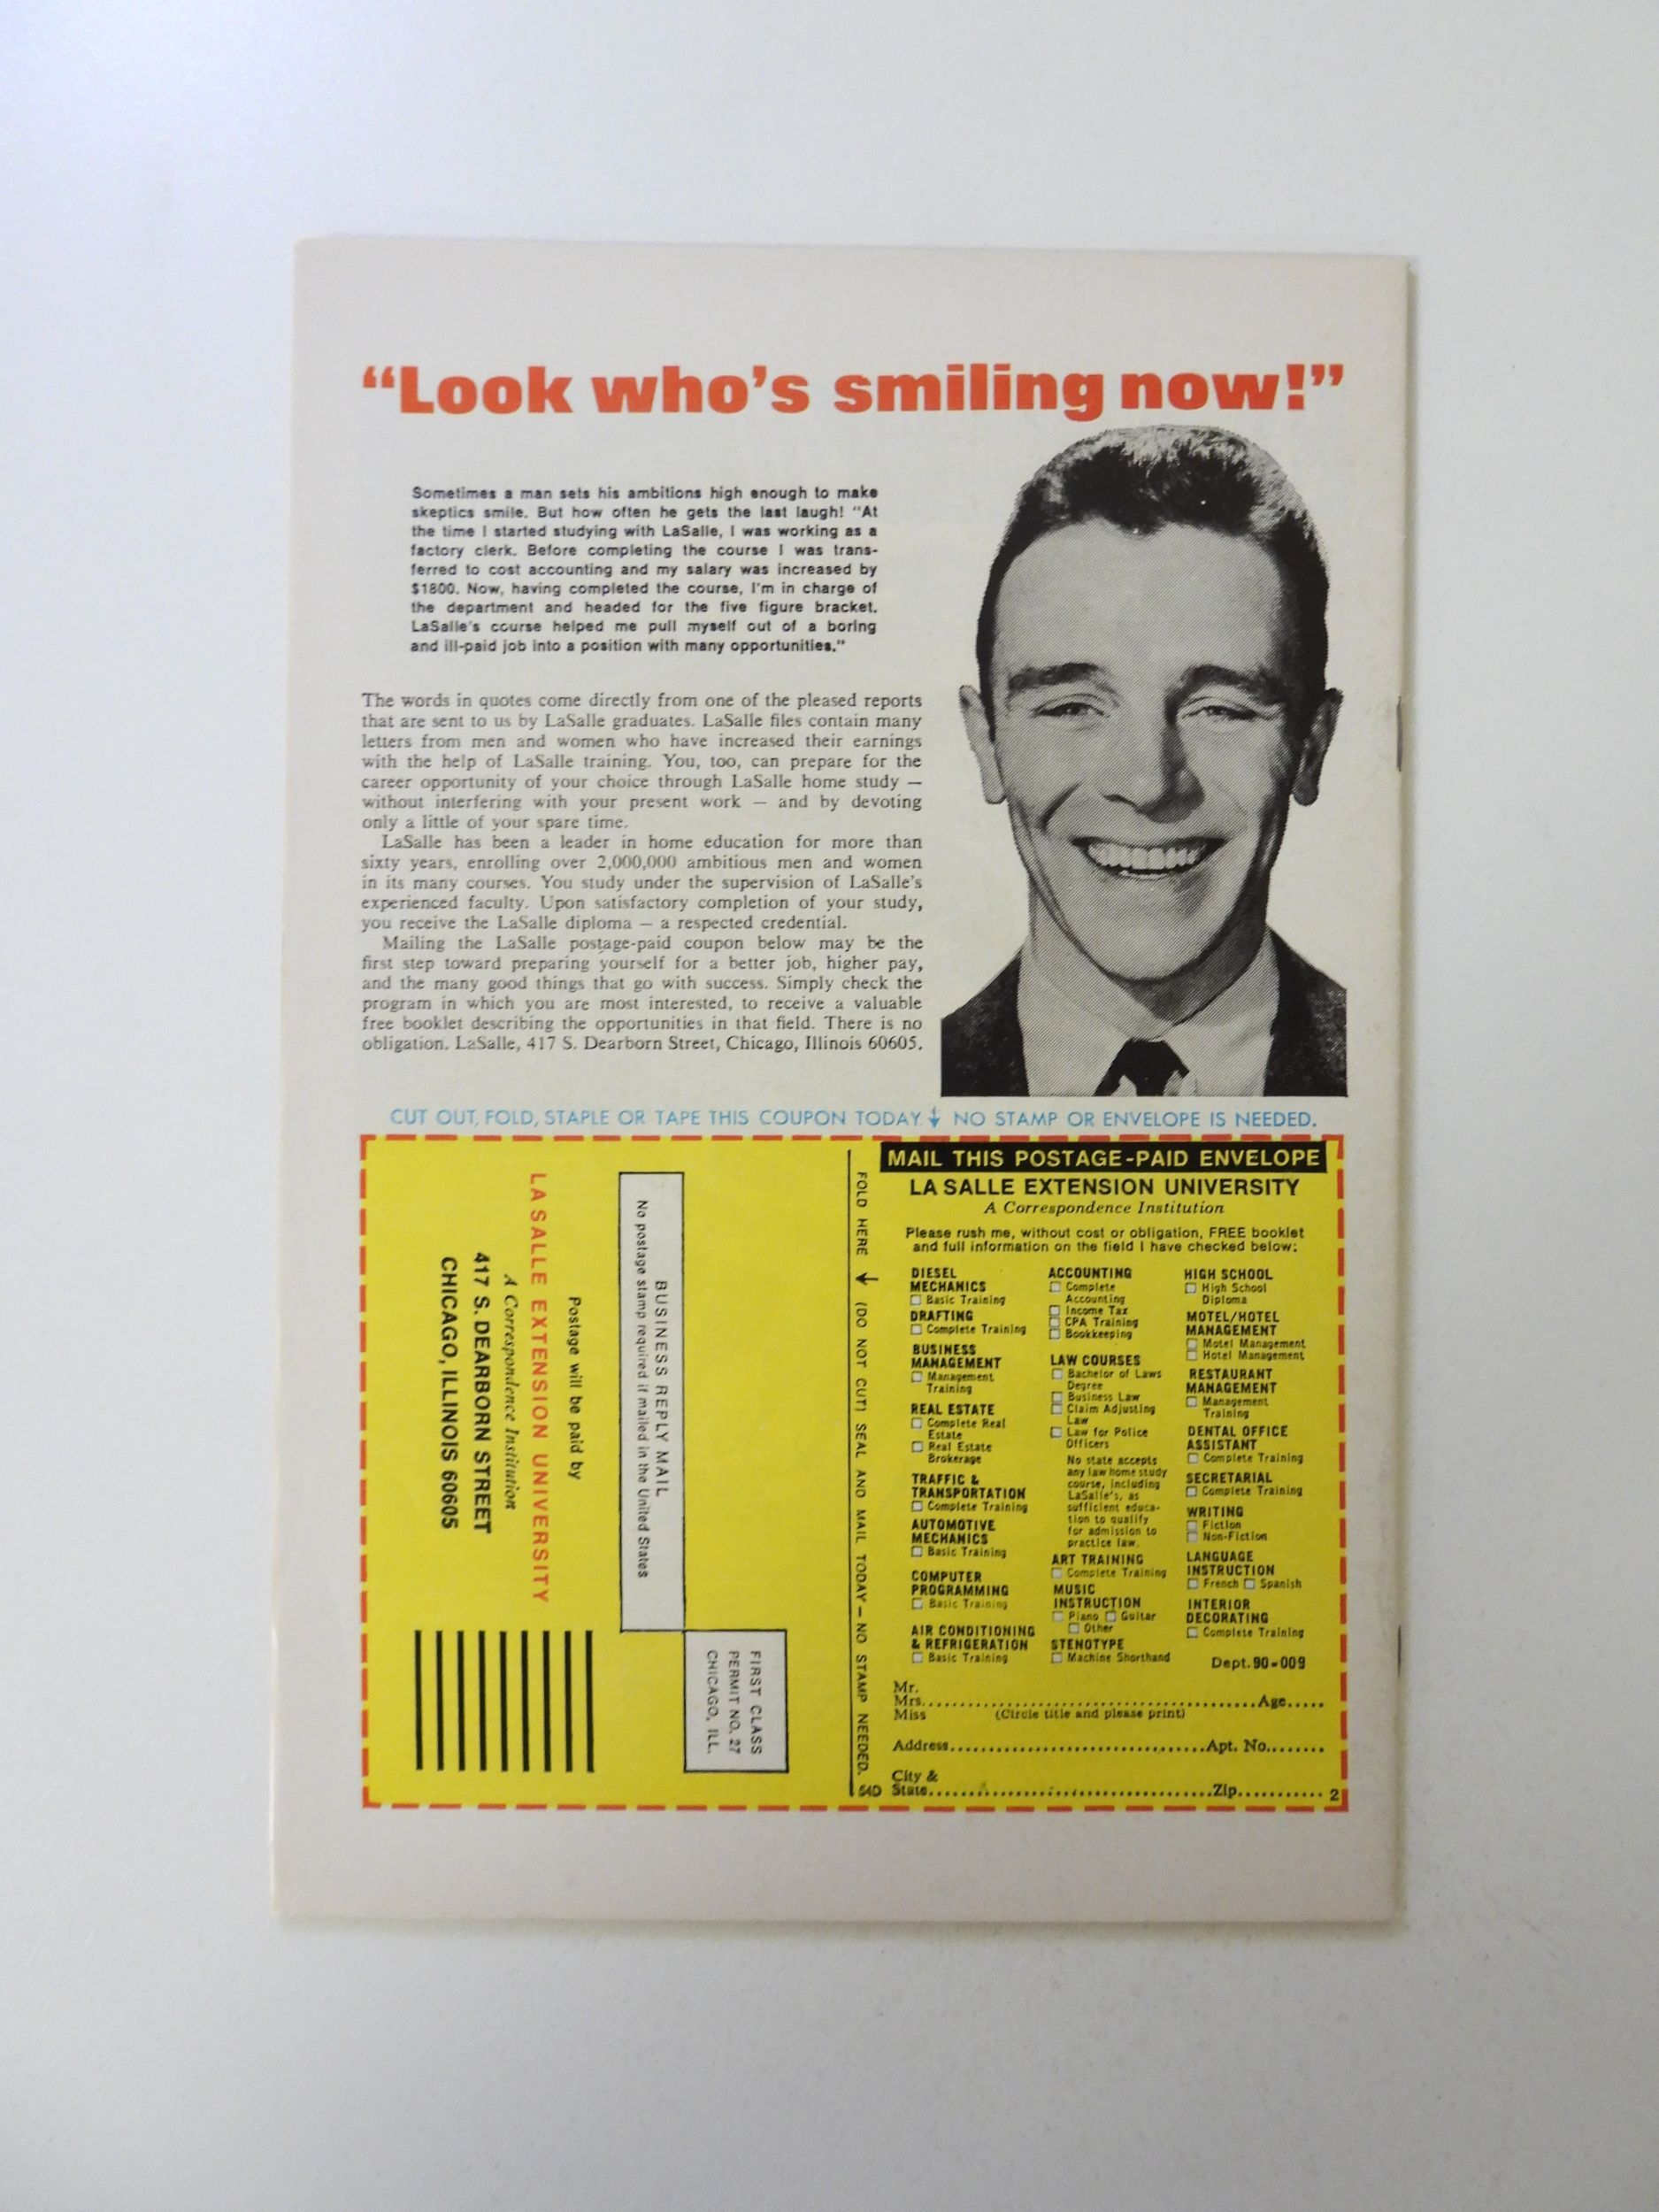 “Look who’s smiling now!”
Sometimes a man sets his ambitions high enough to make
skeptics smile. But how often he gets the last laugh! “At
the time I started studying with LaSalle, I was working as a
factory clerk. Before completing the course I was trans-
ferred to cost accounting and my salary was increased by
$1800. Now, having completed the course, I’m in charge of
the department and headed for the five figure bracket.
LaSalle’s course helped me pull myself out of a boring
and ill-paid job into a position with many opportunities.”
The words in quotes come directly from one of the pleased reports
that are sent to us by LaSalle graduates. LaSalle files contain many
letters from men and women who have increased their earnings
with the help of LaSalle training. You, too, can prepare for the
career opportunity of your choice through LaSalle home study —
without interfering with your present work — and by devoting
only a little of your spare time.
LaSalle has been a leader in home education for more than
sixty years, enrolling over 2,000,000 ambitious men and women
in its many courses. You study under the supervision of LaSalle’s
experienced faculty. Upon satisfactory completion of your study,
you receive the LaSalle diploma — a respected credential.
Mailing the LaSalle postage-paid coupon below may be the
first step toward preparing yourself for a better job, higher pay,
and the many good things that go with success. Simply check the
program in which you are most interested, to receive a valuable
free booklet describing the opportunities in that field. There is no
obligation. LaSalle, 417 S. Dearborn Street, Chicago, Illinois 60605.
CUT OUT, FOLD, STAPLE OR TAPE THIS COUPON TODAY. NO STAMP OR ENVELOPE IS NEEDED.
FIRST CLASS
PERMIT NO. 27
CHICAGO, ILL.
BUSINESS REPLY MAIL
No postage stamp required if mailed in the United States
Postage will be paid by
LA SALLE EXTENSION UNIVERSITY
A Correspondence Institution
417 S. DEARBORN STREET
CHICAGO, ILLINOIS 60605
FOLD HERE (DO NOT CUT) SEAL AND MAIL TODAY — NO STAMP NEEDED.
54D
MAIL THIS POSTAGE-PAID ENVELOPE
LA SALLE EXTENSION UNIVERSITY
A Correspondence Institution
Please rush me, without cost or obligation, FREE booklet
and full information on the field I have checked below:
DIESEL
MECHANICS
☐ Basic Training
DRAFTING
☐ Complete Training
BUSINESS
MANAGEMENT
☐ Management
Training
REAL ESTATE
☐ Complete Real
Estate
☐ Real Estate
Brokerage
TRAFFIC &
TRANSPORTATION
☐ Complete Training
AUTOMOTIVE
MECHANICS
☐ Basic Training
COMPUTER
PROGRAMMING
☐ Basic Training
AIR CONDITIONING
& REFRIGERATION
☐ Basic Training
ACCOUNTING
☐ Complete
Accounting
☐ Income Tax
☐ CPA Training
☐ Bookkeeping
LAW COURSES
☐ Bachelor of Laws
Degree
☐ Business Law
☐ Claim Adjusting
Law
☐ Law for Police
Officers
No state accepts
any law home study
course, including
LaSalle’s, as
sufficient educa-
tion to qualify
for admission to
practice law.
ART TRAINING
☐ Complete Training
MUSIC
INSTRUCTION
☐ Piano ☐ Guitar
☐ Other
STENOTYPE
☐ Machine Shorthand
HIGH SCHOOL
☐ High School
Diploma
MOTEL/HOTEL
MANAGEMENT
☐ Motel Management
☐ Hotel Management
RESTAURANT
MANAGEMENT
☐ Management
Training
DENTAL OFFICE
ASSISTANT
☐ Complete Training
SECRETARIAL
☐ Complete Training
WRITING
☐ Fiction
☐ Non-Fiction
LANGUAGE
INSTRUCTION
☐ French ☐ Spanish
INTERIOR
DECORATING
☐ Complete Training
Dept. 90-009
Mr.
Mrs. Age
Miss (Circle title and please print)
Address Apt. No.
City &
State Zip 2